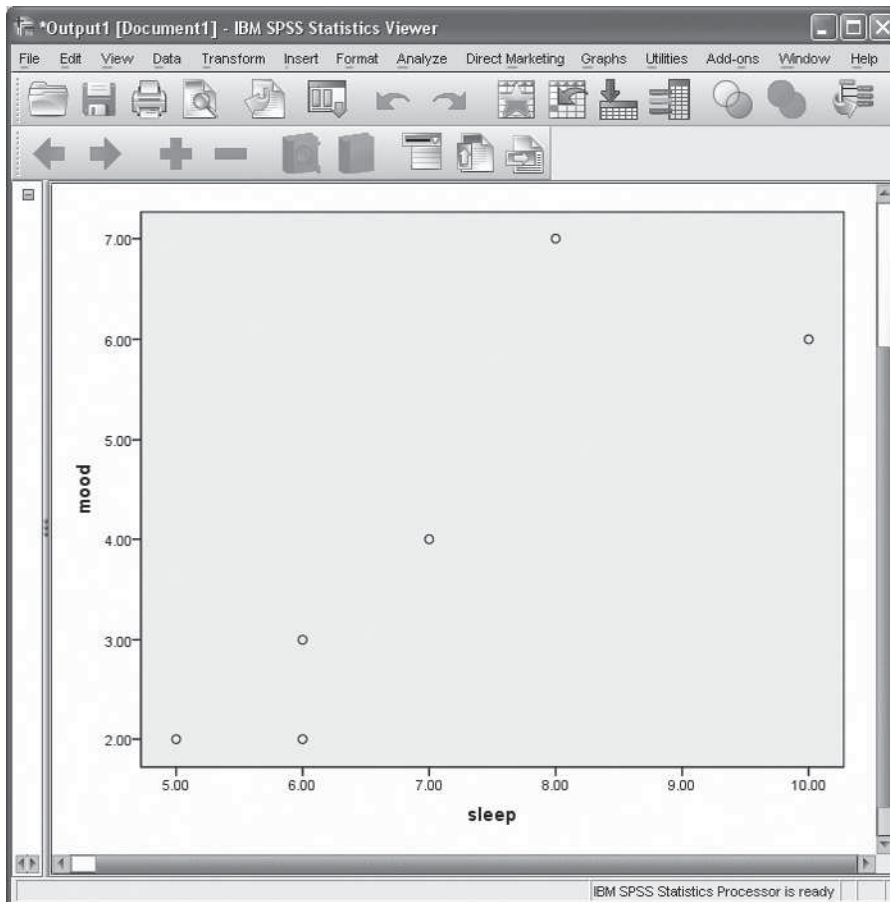 *Output1 [Document1] - IBM SPSS Statistics Viewer
File Edit View Data Transform Insert Format Analyze Direct Marketing Graphs Utilities Add-ons Window Help
7.00
6.00
5.00
4.00
3.00
2.00
mood
5.00 6.00 7.00 8.00 9.00 10.00
sleep
IBM SPSS Statistics Processor is ready